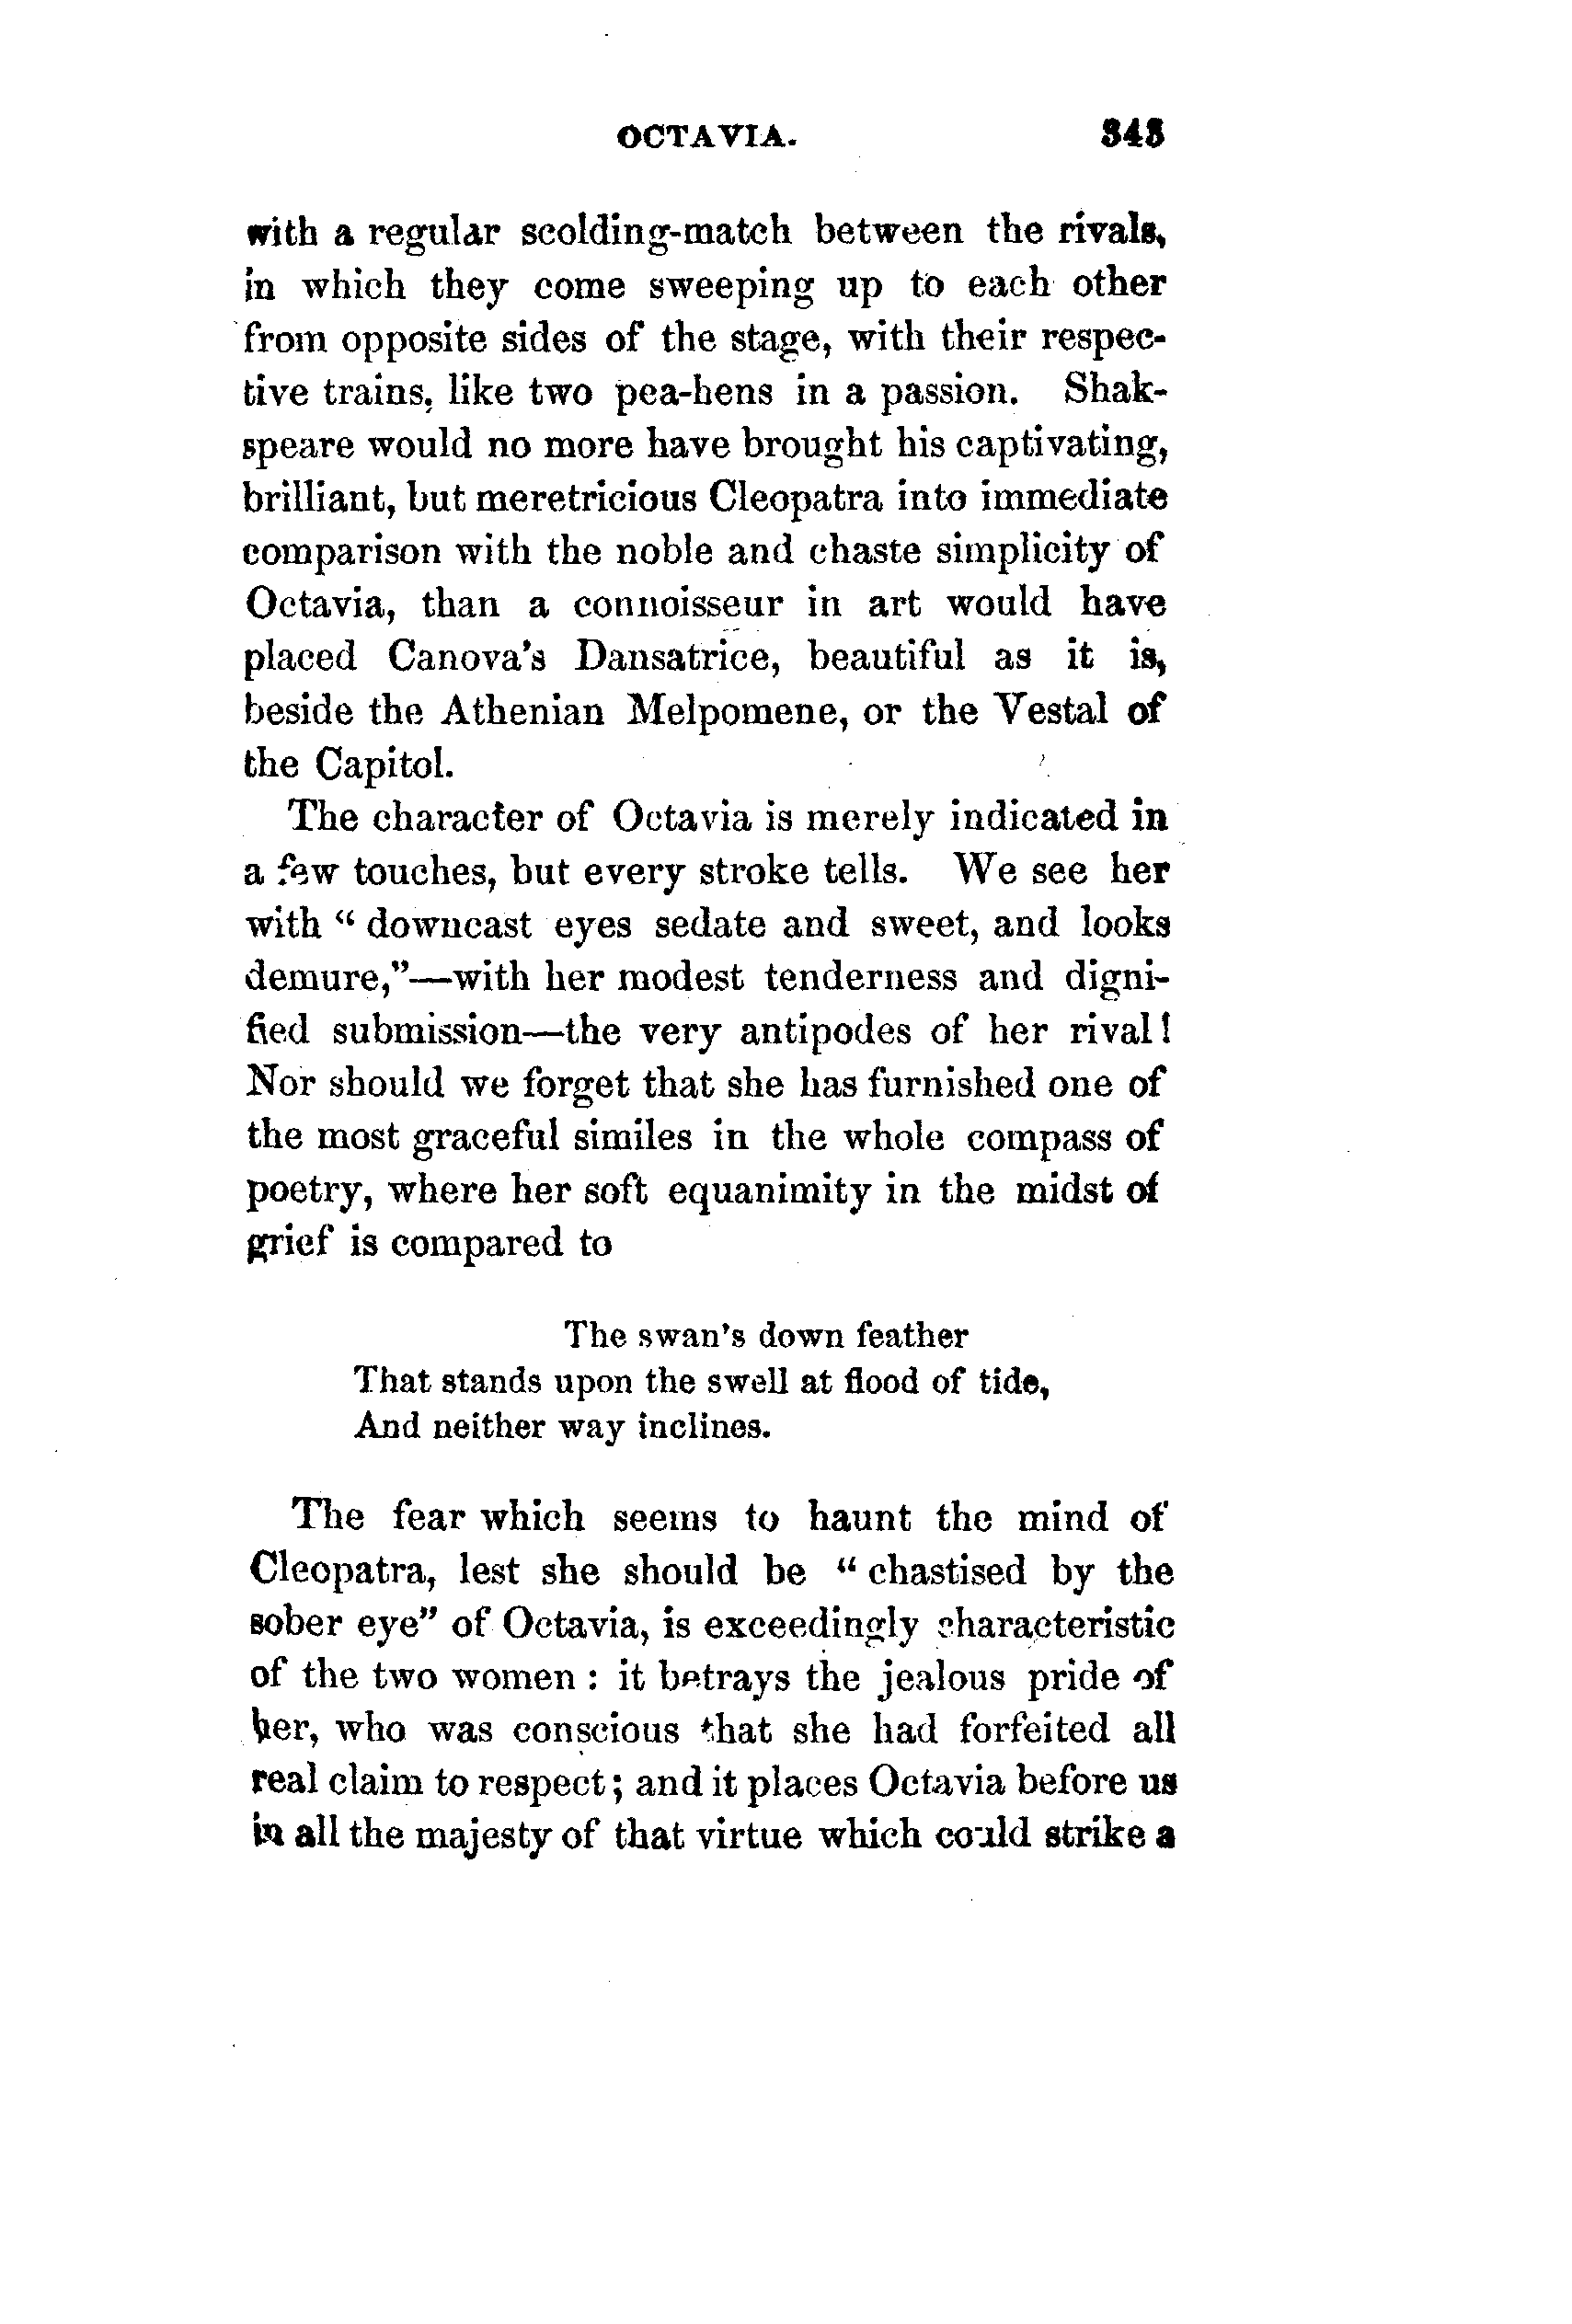 OCTAVIA. 343
with a regular scolding-match between the rivals,
in which they come sweeping up to each other
from opposite sides of the stage, with their respec-
tive trains, like two pea-hens in a passion. Shak-
speare would no more have brought his captivating,
brilliant, but meretricious Cleopatra into immediate
comparison with the noble and chaste simplicity of
Octavia, than a connoisseur in art would have
placed Canova's Dansatrice, beautiful as it is,
beside the Athenian Melpomene, or the Vestal of
the Capitol.
The character of Octavia is merely indicated in
a few touches, but every stroke tells. We see her
with “ downcast eyes sedate and sweet, and looks
demure,”—with her modest tenderness and digni-
fied submission—the very antipodes of her rival!
Nor should we forget that she has furnished one of
the most graceful similes in the whole compass of
poetry, where her soft equanimity in the midst of
grief is compared to
The swan's down feather
That stands upon the swell at flood of tide,
And neither way inclines.
The fear which seems to haunt the mind of
Cleopatra, lest she should be “ chastised by the
sober eye” of Octavia, is exceedingly characteristic
of the two women : it betrays the jealous pride of
her, who was conscious that she had forfeited all
real claim to respect; and it places Octavia before us
in all the majesty of that virtue which could strike a